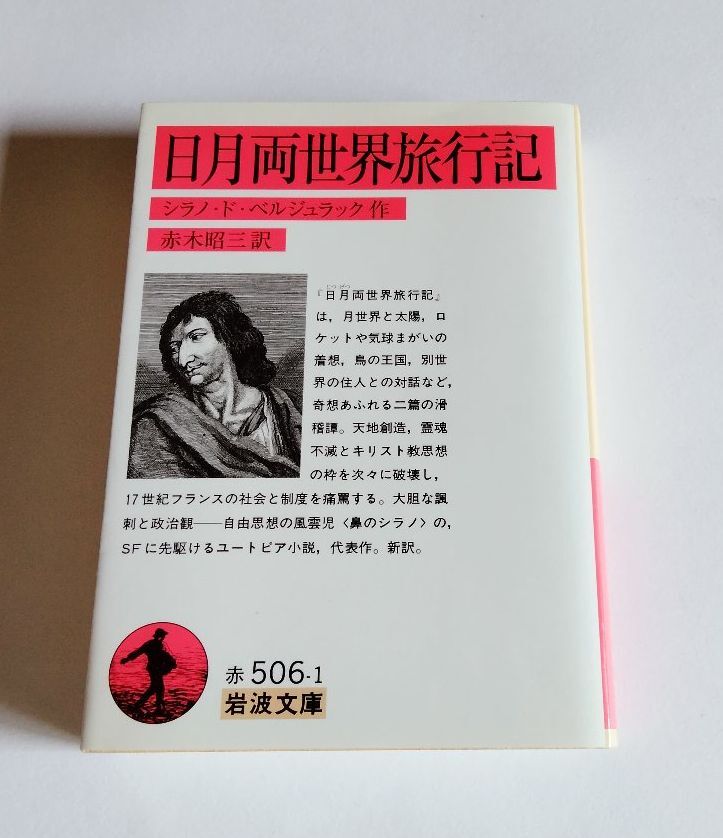 日月両世界旅行記
シラノ・ド・ベルジュラック作
赤木昭三訳
『日月両世界旅行記』
は，月世界と太陽，ロ
ケットや気球まがいの
着想，鳥の王国，別世
界の住人との対話など，
奇想あふれる二篇の滑
稽譚。天地創造，霊魂
不滅とキリスト教思想
の枠を次々に破壊し，
17世紀フランスの社会と制度を痛罵する。大胆な諷
刺と政治観──自由思想の風雲児〈鼻のシラノ〉の，
SFに先駆けるユートピア小説，代表作。新訳。
赤506-1
岩波文庫